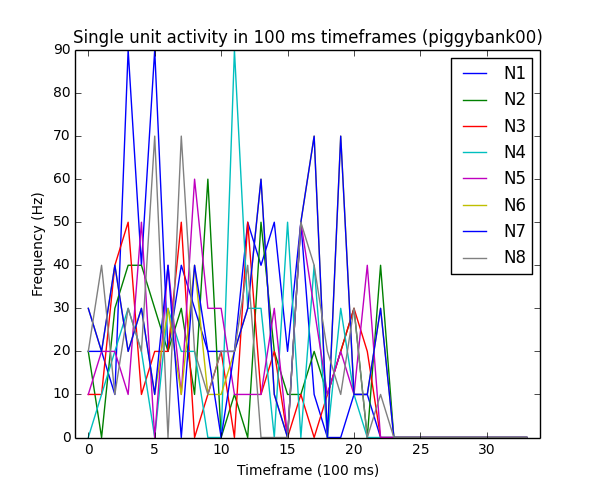 Single unit activity in 100 ms timeframes (piggybank00)
90
80
70
60
50
40
30
20
10
0
Frequency (Hz)
N1
N2
N3
N4
N5
N6
N7
N8
0 5 10 15 20 25 30
Timeframe (100 ms)